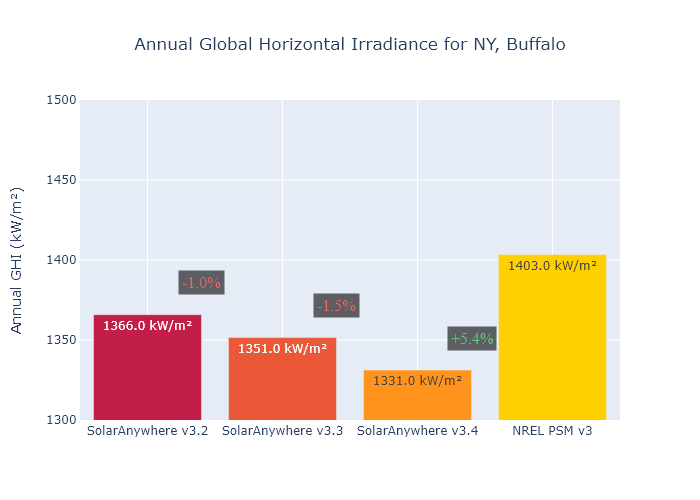 Annual Global Horizontal Irradiance for NY, Buffalo
Annual GHI (kW/m²)
1500
1450
1400
1350
1300
1366.0 kW/m²
-1.0%
1351.0 kW/m²
-1.5%
1331.0 kW/m²
+5.4%
1403.0 kW/m²
SolarAnywhere v3.2
SolarAnywhere v3.3
SolarAnywhere v3.4
NREL PSM v3